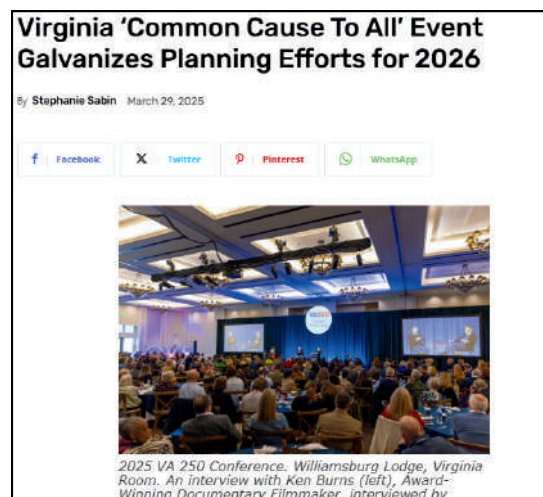 Virginia ‘Common Cause To All’ Event
Galvanizes Planning Efforts for 2026
By Stephanie Sabin March 29, 2025
Facebook Twitter Pinterest WhatsApp
2025 VA 250 Conference. Williamsburg Lodge, Virginia
Room. An interview with Ken Burns (left), Award-
Winning Documentary Filmmaker, interviewed by